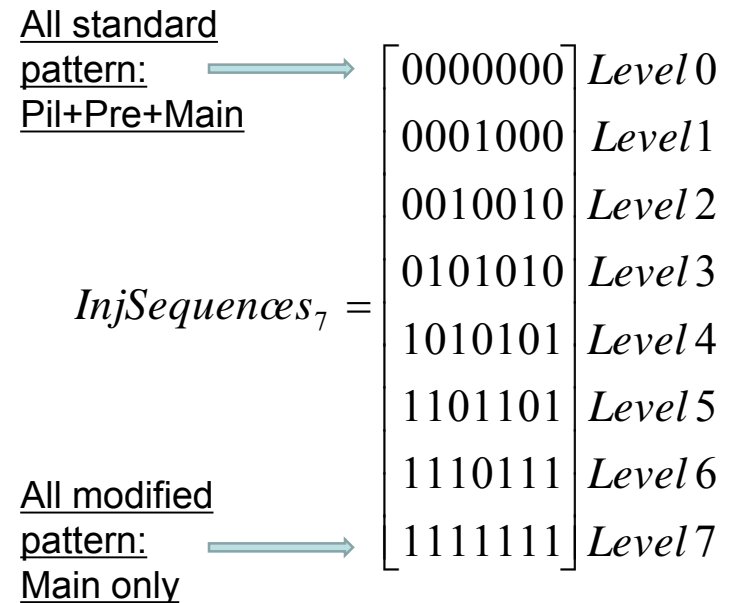 All standard
pattern:
Pil+Pre+Main
0000000 Level 0
0001000 Level 1
0010010 Level 2
0101010 Level 3
InjSequences₇ =
1010101 Level 4
1101101 Level 5
1110111 Level 6
1111111 Level 7
All modified
pattern:
Main only